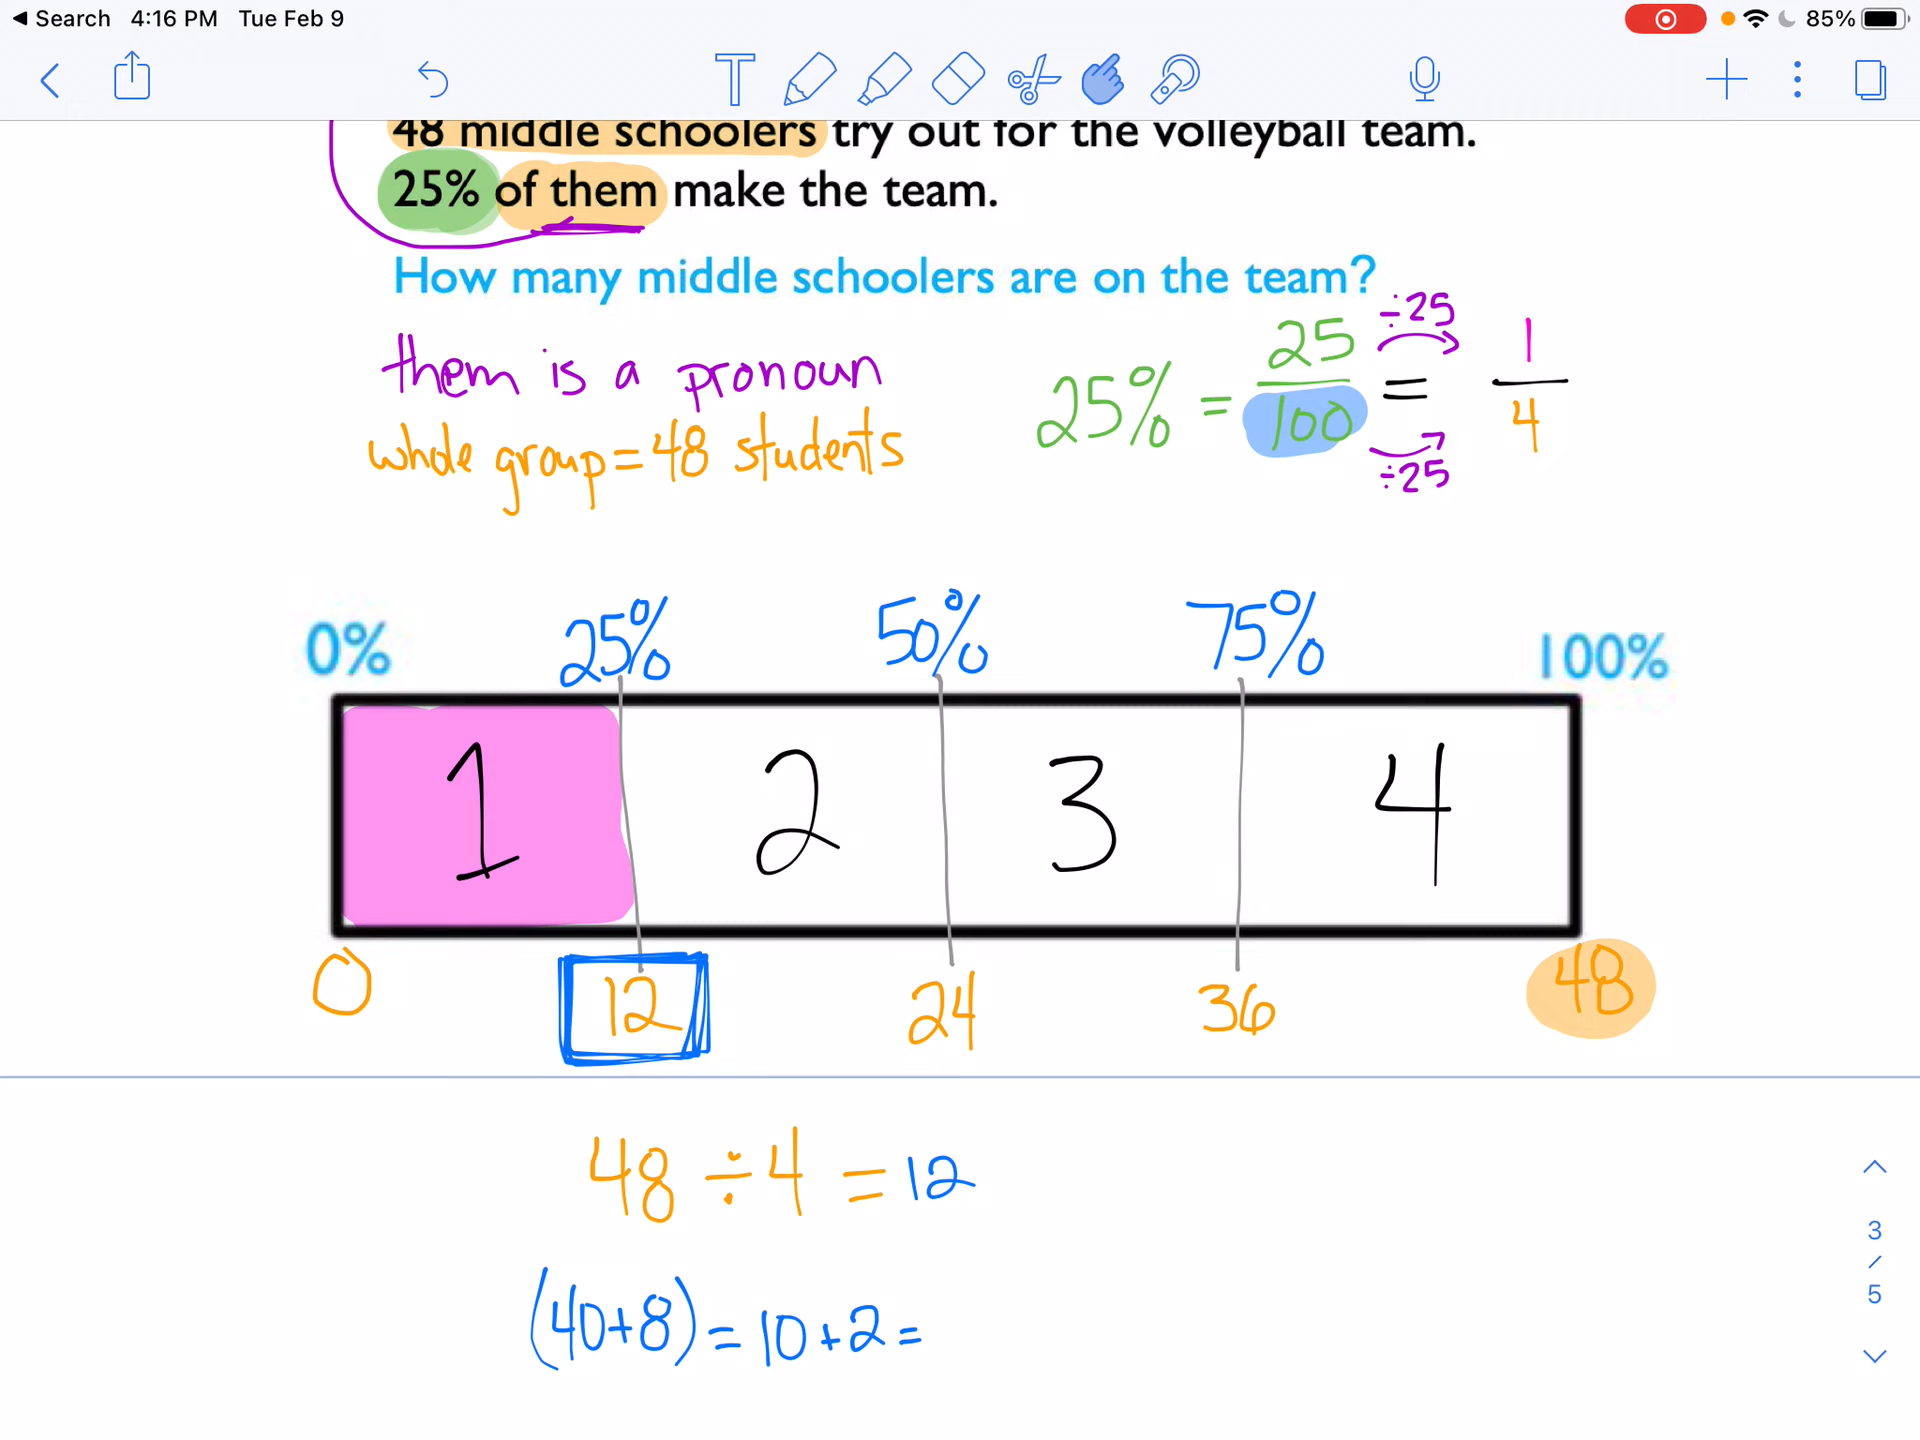 Search 4:16 PM Tue Feb 9 85%
48 middle schoolers try out for the volleyball team.
25% of them make the team.
How many middle schoolers are on the team?
them is a pronoun
whole group = 48 students
25% = 25/100 = 1/4
÷25
÷25
0% 25% 50% 75% 100%
1 2 3 4
0 12 24 36 48
48 ÷ 4 = 12
(40+8) = 10+2=
3
/
5